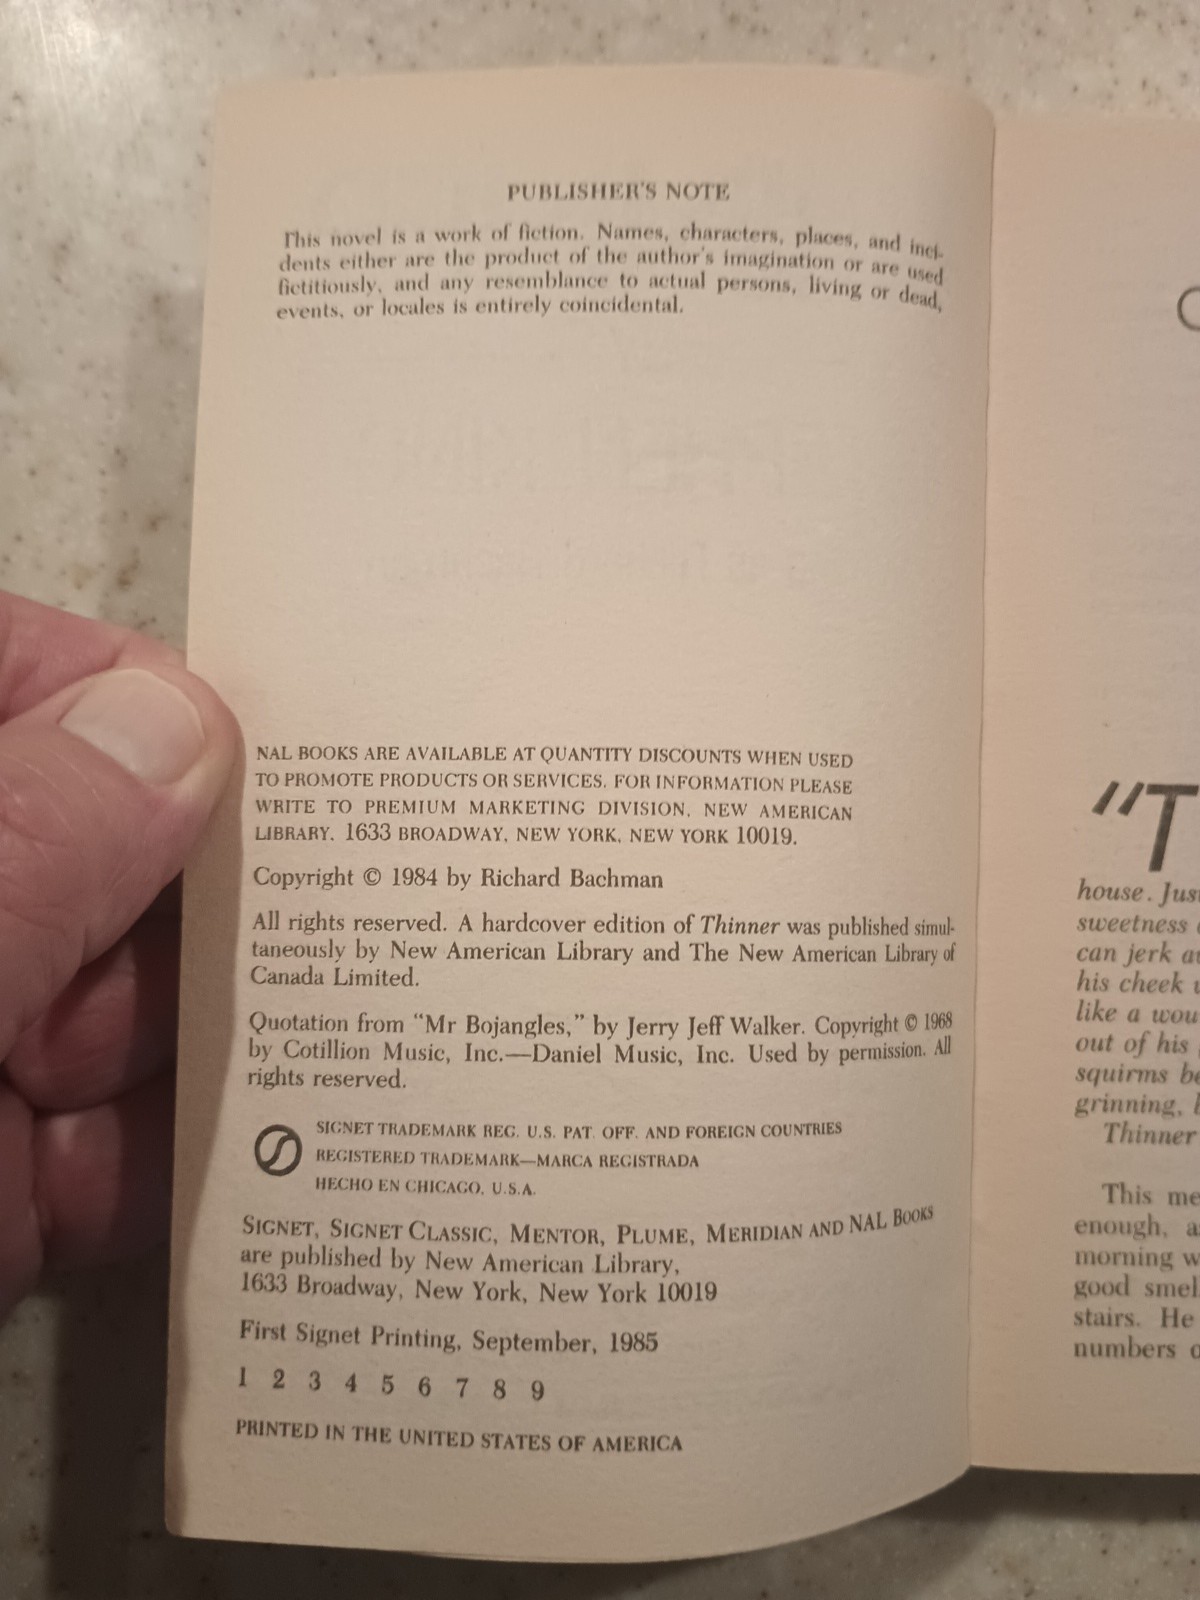 PUBLISHER'S NOTE
This novel is a work of fiction. Names, characters, places, and inci-
dents either are the product of the author's imagination or are used
fictitiously, and any resemblance to actual persons, living or dead,
events, or locales is entirely coincidental.
NAL BOOKS ARE AVAILABLE AT QUANTITY DISCOUNTS WHEN USED
TO PROMOTE PRODUCTS OR SERVICES. FOR INFORMATION PLEASE
WRITE TO PREMIUM MARKETING DIVISION, NEW AMERICAN
LIBRARY, 1633 BROADWAY, NEW YORK, NEW YORK 10019.
Copyright © 1984 by Richard Bachman
All rights reserved. A hardcover edition of Thinner was published simul-
taneously by New American Library and The New American Library of
Canada Limited.
Quotation from "Mr Bojangles," by Jerry Jeff Walker. Copyright © 1968
by Cotillion Music, Inc.—Daniel Music, Inc. Used by permission. All
rights reserved.
SIGNET TRADEMARK REG. U.S. PAT. OFF. AND FOREIGN COUNTRIES
REGISTERED TRADEMARK—MARCA REGISTRADA
HECHO EN CHICAGO, U.S.A.
SIGNET, SIGNET CLASSIC, MENTOR, PLUME, MERIDIAN AND NAL BOOKS
are published by New American Library,
1633 Broadway, New York, New York 10019
First Signet Printing, September, 1985
1 2 3 4 5 6 7 8 9
PRINTED IN THE UNITED STATES OF AMERICA
"T
house. Jus
sweetness
can jerk
his cheek
like a wou
out of his
squirms be
grinning,
Thinner
This me
enough,
morning w
good smel
stairs. He
numbers o